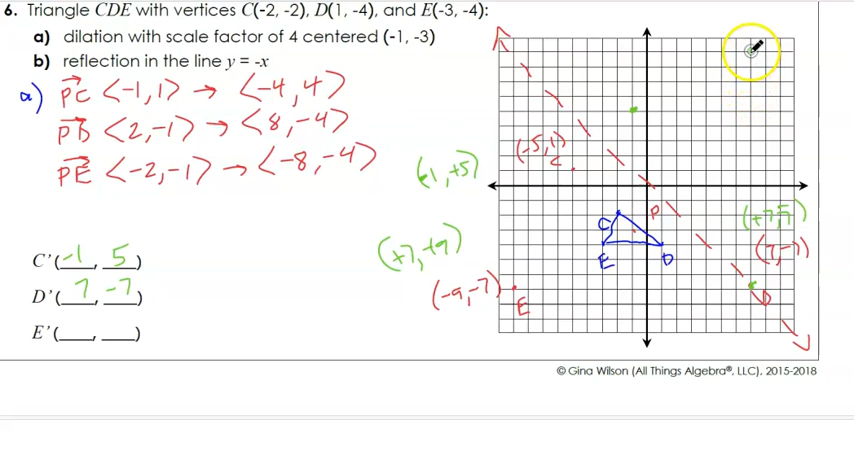 6. Triangle CDE with vertices C(-2, -2), D(1, -4), and E(-3, -4):
a) dilation with scale factor of 4 centered (-1, -3)
b) reflection in the line y = -x
a) PC <-1, 1> → <-4, 4>
PD <2, -1> → <8, -4>
PE <-2, -1> → <-8, -4>
(-5, 1)
C
(-1, +5)
C
P
E
D
(+7, 7)
(7, -7)
D
(+7, +9)
(-9, -7)
E
C'(-1, 5)
D'(7, -7)
E'(___, ___)
© Gina Wilson (All Things Algebra®, LLC), 2015-2018